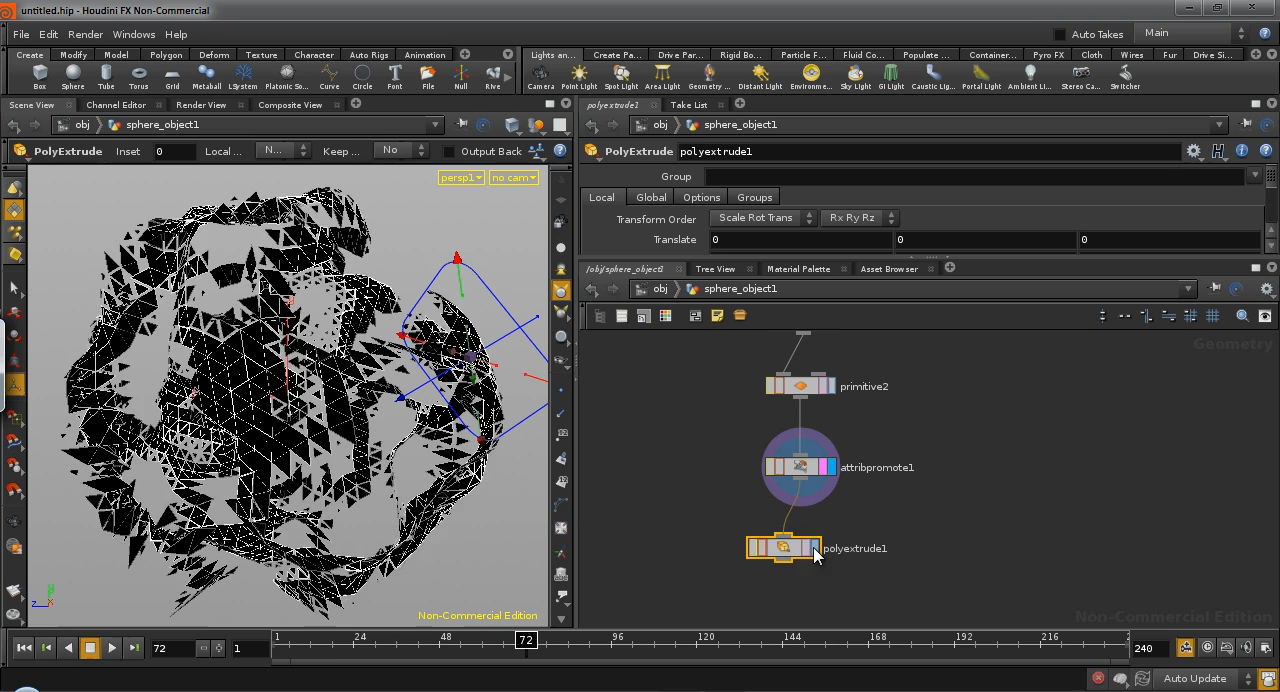 untitled.hip - Houdini FX Non-Commercial
File Edit Render Windows Help
Auto Takes Main
Create Modify Model Polygon Deform Texture Character Auto Rigs Animation
Lights an... Create Pa... Drive Par... Rigid Bo... Particle F... Fluid Co... Populate ... Container... Pyro FX Cloth Wires Fur Drive Si...
Box Sphere Tube Torus Grid Metaball LSystem Platonic So... Curve Circle Font File Null Rive
Camera Point Light Spot Light Area Light Geometry ... Distant Light Environme... Sky Light GI Light Caustic Lig... Portal Light Ambient Li... Stereo Ca... Switcher
Scene View Channel Editor Render View Composite View
polyextrude1 Take List
obj sphere_object1
obj sphere_object1
PolyExtrude Inset 0 Local ... N... Keep ... No Output Back
PolyExtrude polyextrude1
Group
Local Global Options Groups
Transform Order Scale Rot Trans Rx Ry Rz
Translate 0 0 0
persp1 no cam
/obj/sphere_object1 Tree View Material Palette Asset Browser
obj sphere_object1
Geometry
primitive2
attribpromote1
polyextrude1
Non-Commercial Edition
Non-Commercial Edition
z y x
72 1 1 24 48 72 96 120 144 168 192 216 2 240
Auto Update